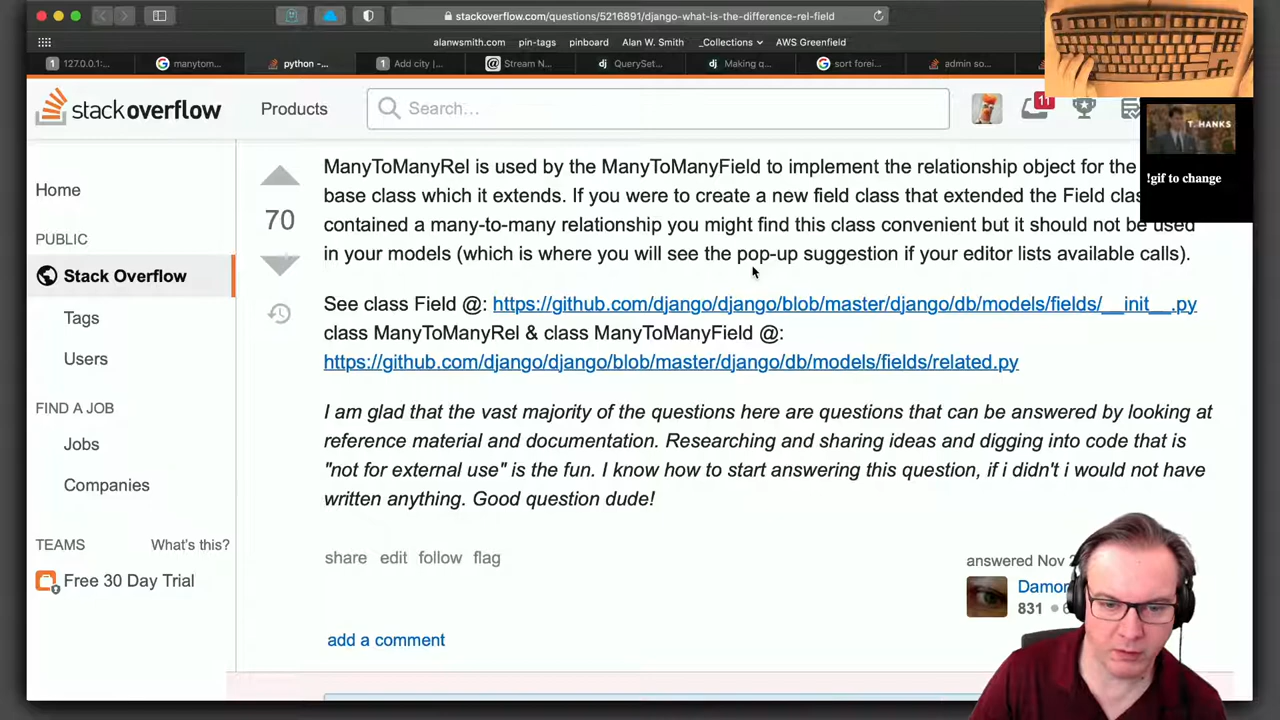 stackoverflow.com/questions/5216891/django-what-is-the-difference-rel-field
alanwsmith.com pin-tags pinboard Alan W. Smith _Collections AWS Greenfield
1 127.0.0.1:... manytom... python -... 1 Add city |... @ Stream N... dj QuerySet... dj Making q... sort forei... admin so...
stackoverflow Products Search... 11
T. HANKS
!gif to change
Home
PUBLIC
Stack Overflow
Tags
Users
FIND A JOB
Jobs
Companies
TEAMS What's this?
Free 30 Day Trial
70
ManyToManyRel is used by the ManyToManyField to implement the relationship object for the
base class which it extends. If you were to create a new field class that extended the Field
contained a many-to-many relationship you might find this class convenient but it should not be used
in your models (which is where you will see the pop-up suggestion if your editor lists available calls).
See class Field @: https://github.com/django/django/blob/master/django/db/models/fields/__init__.py
class ManyToManyRel & class ManyToManyField @:
https://github.com/django/django/blob/master/django/db/models/fields/related.py
I am glad that the vast majority of the questions here are questions that can be answered by looking at
reference material and documentation. Researching and sharing ideas and digging into code that is
"not for external use" is the fun. I know how to start answering this question, if i didn't i would not have
written anything. Good question dude!
share edit follow flag
answered Nov
Damon
831
add a comment